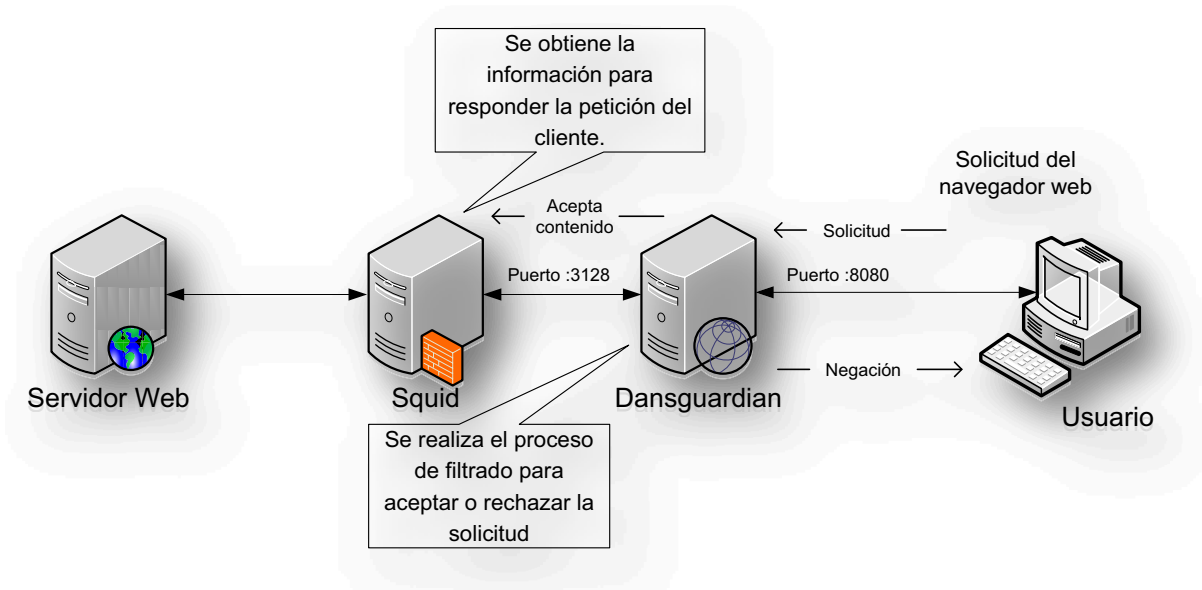 Se obtiene la
información para
responder la petición del
cliente.
Solicitud del
navegador web
Acepta
contenido
Solicitud
Puerto :3128
Puerto :8080
Negación
Servidor Web
Squid
Dansguardian
Usuario
Se realiza el proceso
de filtrado para
aceptar o rechazar la
solicitud